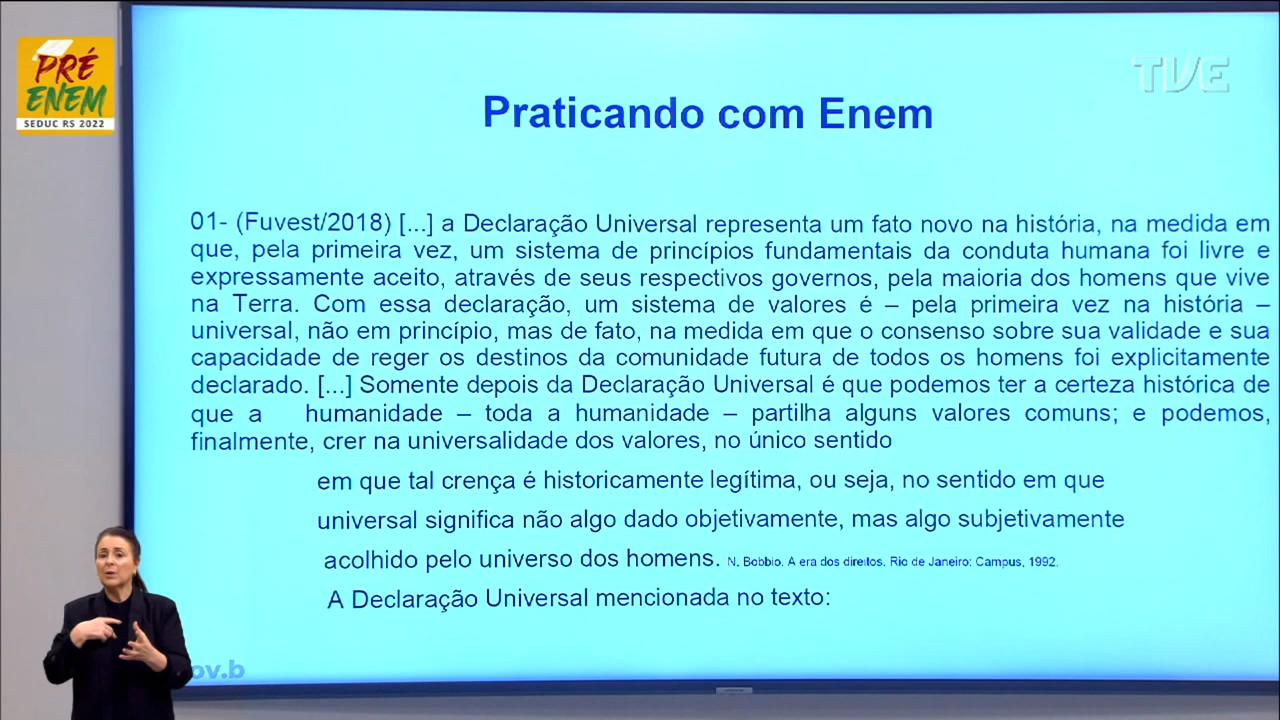 PRÉ
ENEM
SEDUC RS 2022
TVE
Praticando com Enem
01- (Fuvest/2018) [...] a Declaração Universal representa um fato novo na história, na medida em
que, pela primeira vez, um sistema de princípios fundamentais da conduta humana foi livre e
expressamente aceito, através de seus respectivos governos, pela maioria dos homens que vive
na Terra. Com essa declaração, um sistema de valores é – pela primeira vez na história –
universal, não em princípio, mas de fato, na medida em que o consenso sobre sua validade e sua
capacidade de reger os destinos da comunidade futura de todos os homens foi explicitamente
declarado. [...] Somente depois da Declaração Universal é que podemos ter a certeza histórica de
que a humanidade – toda a humanidade – partilha alguns valores comuns; e podemos,
finalmente, crer na universalidade dos valores, no único sentido
em que tal crença é historicamente legítima, ou seja, no sentido em que
universal significa não algo dado objetivamente, mas algo subjetivamente
acolhido pelo universo dos homens. N. Bobbio. A era dos direitos. Rio de Janeiro: Campus, 1992.
A Declaração Universal mencionada no texto:
ov.b